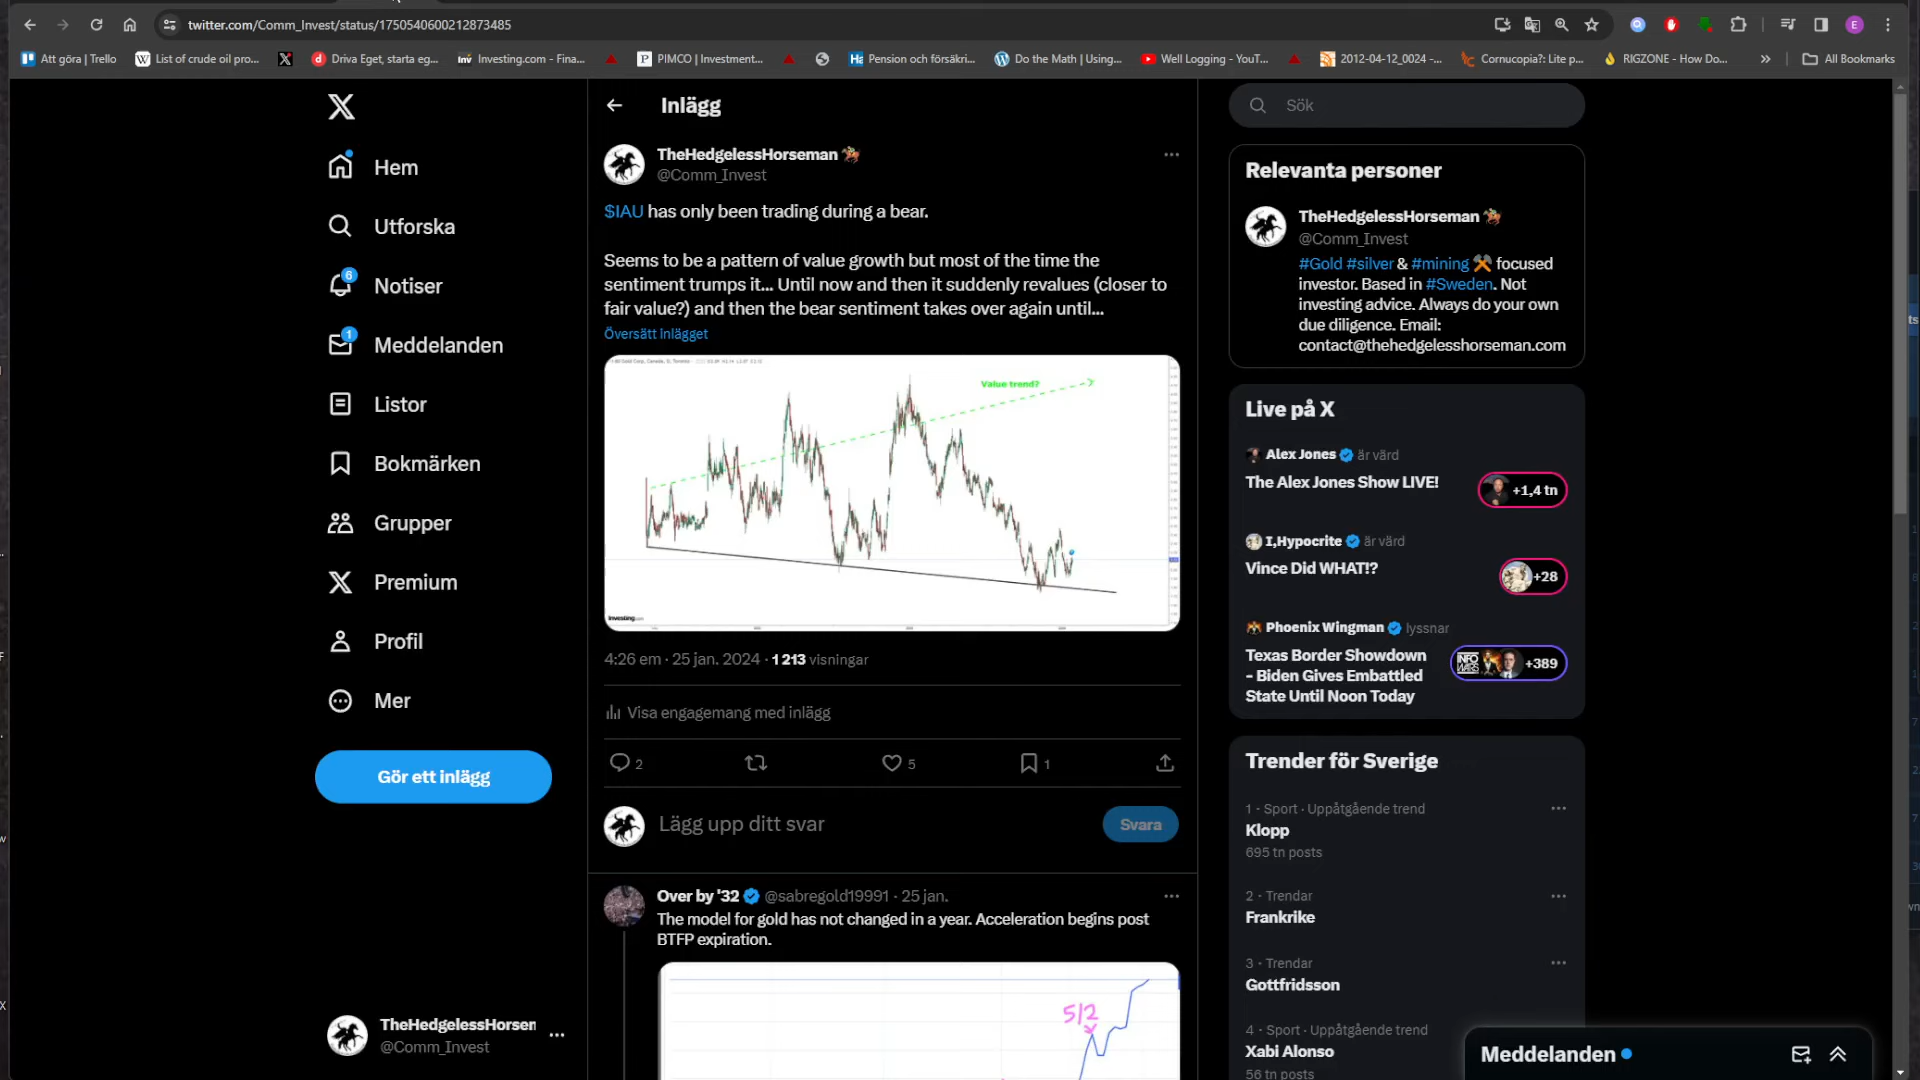 twitter.com/Comm_Invest/status/1750540600212873485
Att göra | Trello
List of crude oil pro...
Driva Eget, starta eg...
Investing.com - Fina...
PIMCO | Investment...
Pension och försäkri...
Do the Math | Using...
Well Logging - YouT...
2012-04-12_0024 -...
Cornucopia?: Lite p...
RIGZONE - How Do...
All Bookmarks
Hem
Utforska
6
Notiser
1
Meddelanden
Listor
Bokmärken
Grupper
Premium
Profil
Mer
Gör ett inlägg
TheHedgelessHorsen
@Comm_Invest
Inlägg
TheHedgelessHorseman
@Comm_Invest
$IAU has only been trading during a bear.
Seems to be a pattern of value growth but most of the time the
sentiment trumps it... Until now and then it suddenly revalues (closer to
fair value?) and then the bear sentiment takes over again until...
Översätt inlägget
Value trend?
Investing.com
4:26 em · 25 jan. 2024 · 1 213 visningar
Visa engagemang med inlägg
2
5
1
Lägg upp ditt svar
Svara
Over by '32 @sabregold19991 · 25 jan.
The model for gold has not changed in a year. Acceleration begins post
BTFP expiration.
5/2
Sök
Relevanta personer
TheHedgelessHorseman
@Comm_Invest
#Gold #silver & #mining focused
investor. Based in #Sweden. Not
investing advice. Always do your own
due diligence. Email:
contact@thehedgelesshorseman.com
Live på X
Alex Jones är värd
The Alex Jones Show LIVE!
+1,4 tn
I,Hypocrite är värd
Vince Did WHAT!?
+28
Phoenix Wingman lyssnar
Texas Border Showdown
- Biden Gives Embattled
State Until Noon Today
INFO
WARS
+389
Trender för Sverige
1 · Sport · Uppåtgående trend
Klopp
695 tn posts
2 · Trendar
Frankrike
3 · Trendar
Gottfridsson
4 · Sport · Uppåtgående trend
Xabi Alonso
56 tn posts
Meddelanden